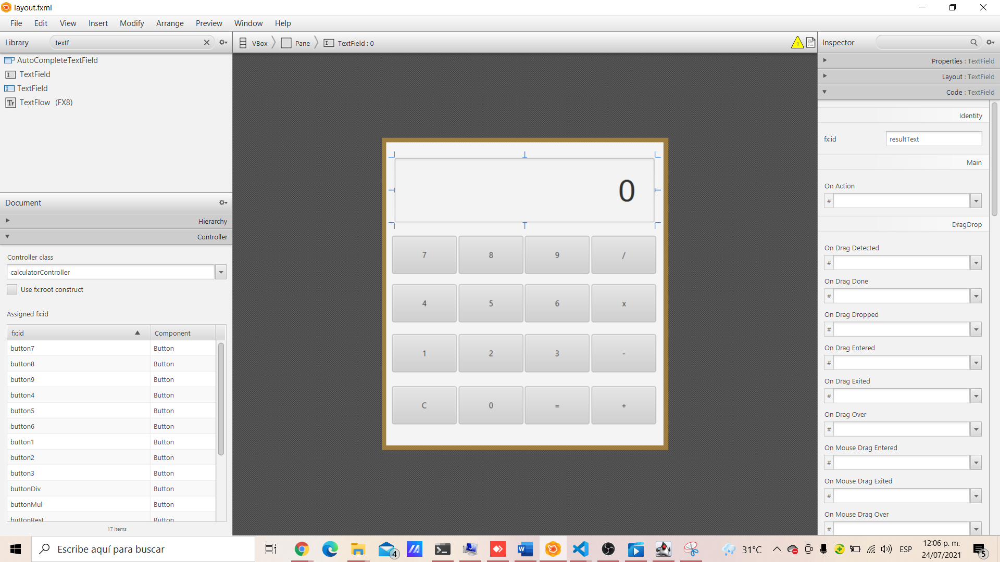 layout.fxml
File Edit View Insert Modify Arrange Preview Window Help
Library textf
VBox Pane TextField : 0
1
Inspector
AutoCompleteTextField
TextField
TextField
TextFlow (FX8)
Document
Hierarchy
Controller
Controller class
calculatorController
Use fx:root construct
Assigned fx:id
fx:id Component
button7 Button
button8 Button
button9 Button
button4 Button
button5 Button
button6 Button
button1 Button
button2 Button
button3 Button
buttonDiv Button
buttonMul Button
buttonRest Button
17 items
0
7 8 9 /
4 5 6 x
1 2 3 -
C 0 = +
Properties : TextField
Layout : TextField
Code : TextField
Identity
fx:id resultText
Main
On Action
#
DragDrop
On Drag Detected
#
On Drag Done
#
On Drag Dropped
#
On Drag Entered
#
On Drag Exited
#
On Drag Over
#
On Mouse Drag Entered
#
On Mouse Drag Exited
#
On Mouse Drag Over
#
Escribe aquí para buscar
4
31°C
ESP
12:06 p. m.
24/07/2021
5